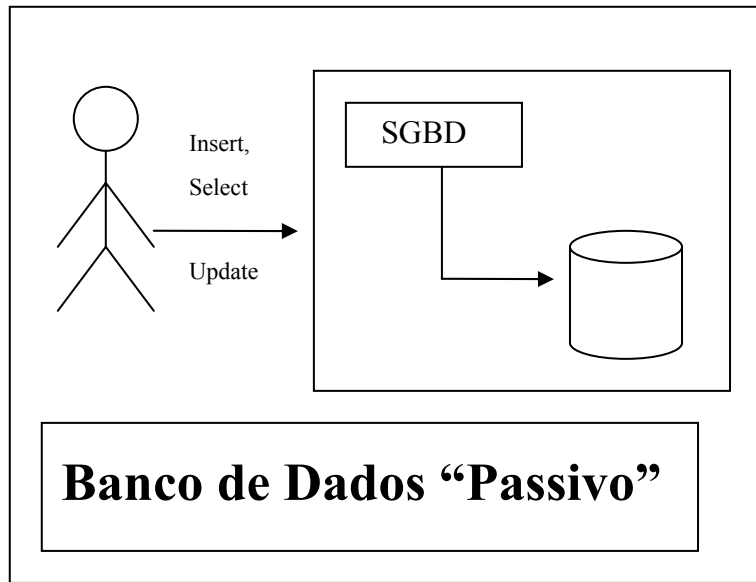 Insert,
Select
Update
SGBD
Banco de Dados “Passivo”